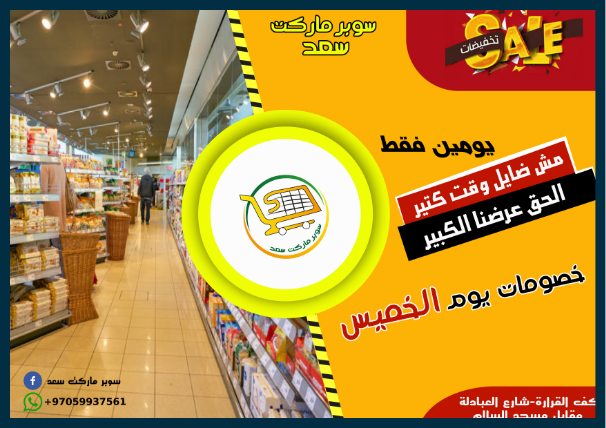 سوبر ماركت
سعد
SALE
تخفيضات
يومين فقط
مش ضايل وقت كتير
الحق عرضنا الكبير
خصومات يوم الخميس
سوبر ماركت سعد
سوبر ماركت سعد
+97059937561
القرارة-شارع العبادلة
مقابل مسجد السلام